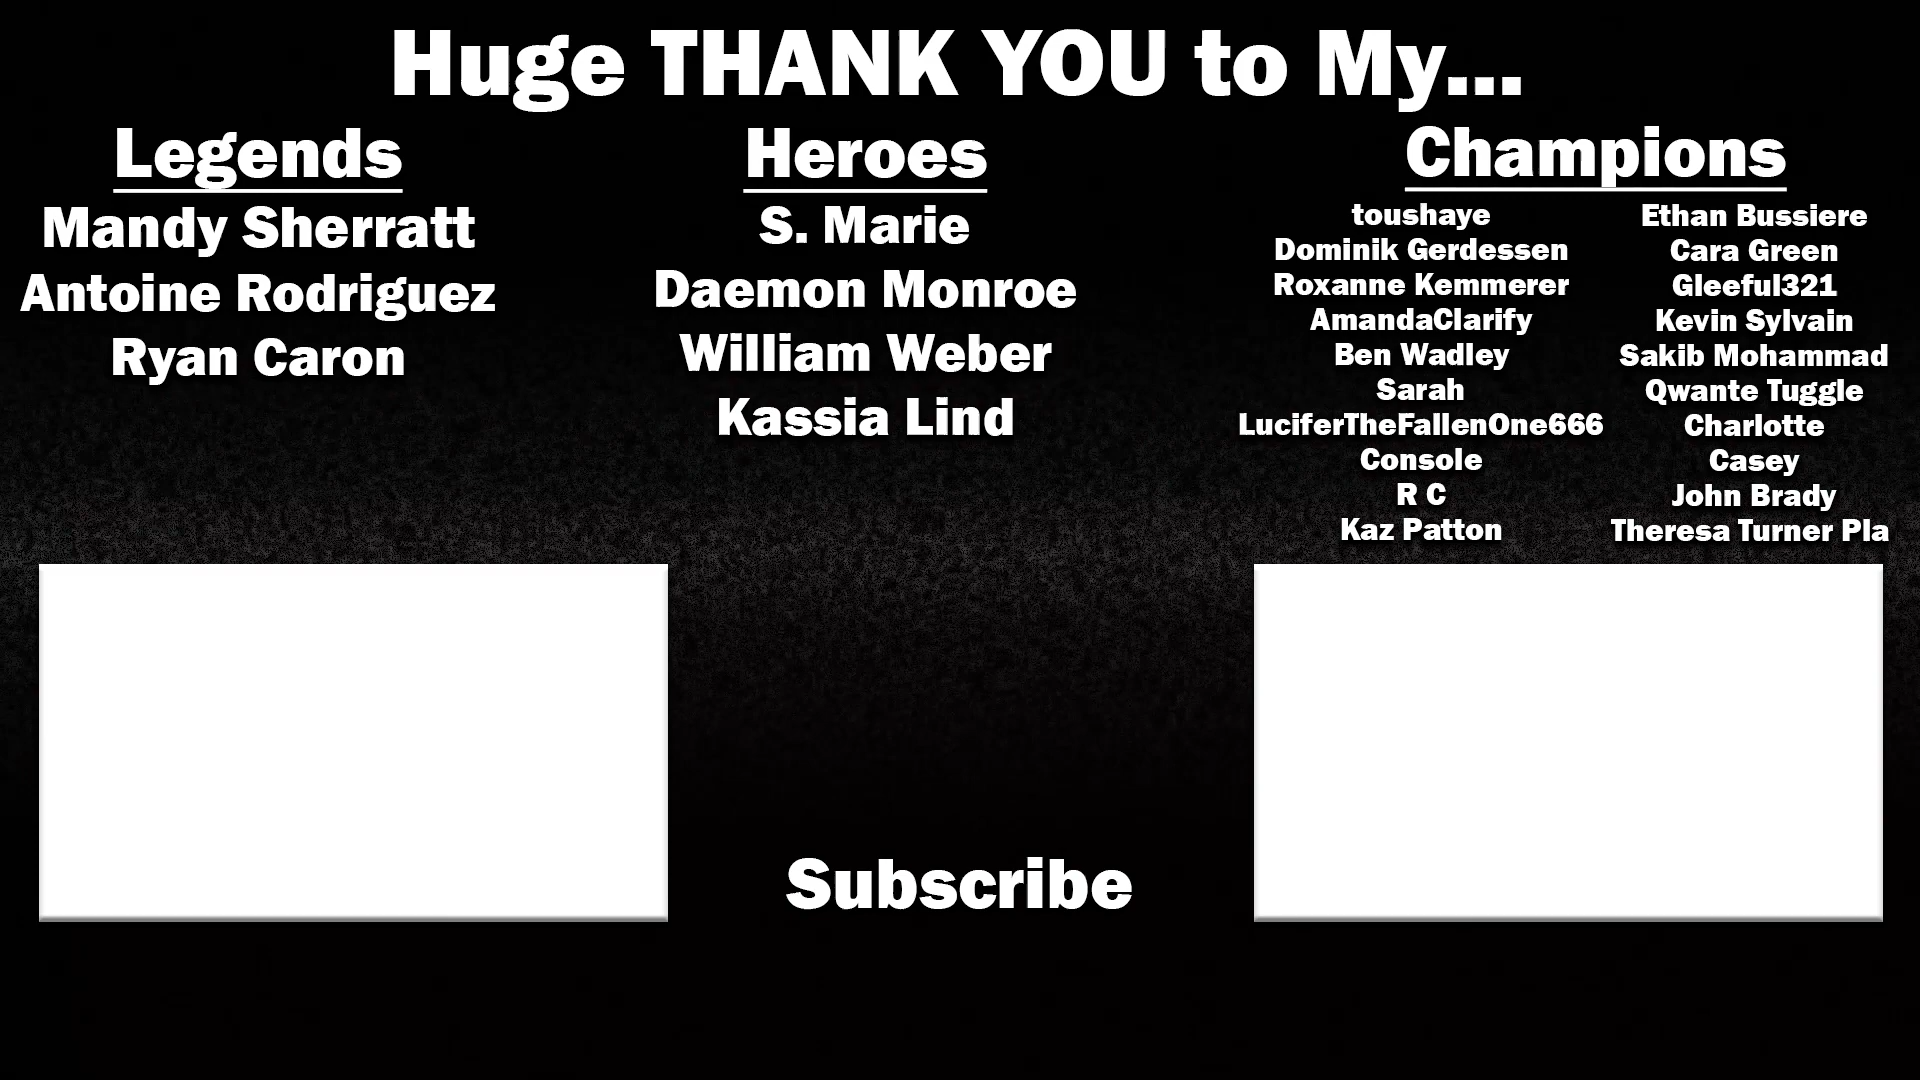 Huge THANK YOU to My...
Legends
Mandy Sherratt
Antoine Rodriguez
Ryan Caron
Heroes
S. Marie
Daemon Monroe
William Weber
Kassia Lind
Champions
toushaye
Dominik Gerdessen
Roxanne Kemmerer
AmandaClarify
Ben Wadley
Sarah
LuciferTheFallenOne666
Console
R C
Kaz Patton
Ethan Bussiere
Cara Green
Gleeful321
Kevin Sylvain
Sakib Mohammad
Qwante Tuggle
Charlotte
Casey
John Brady
Theresa Turner Pla
Subscribe